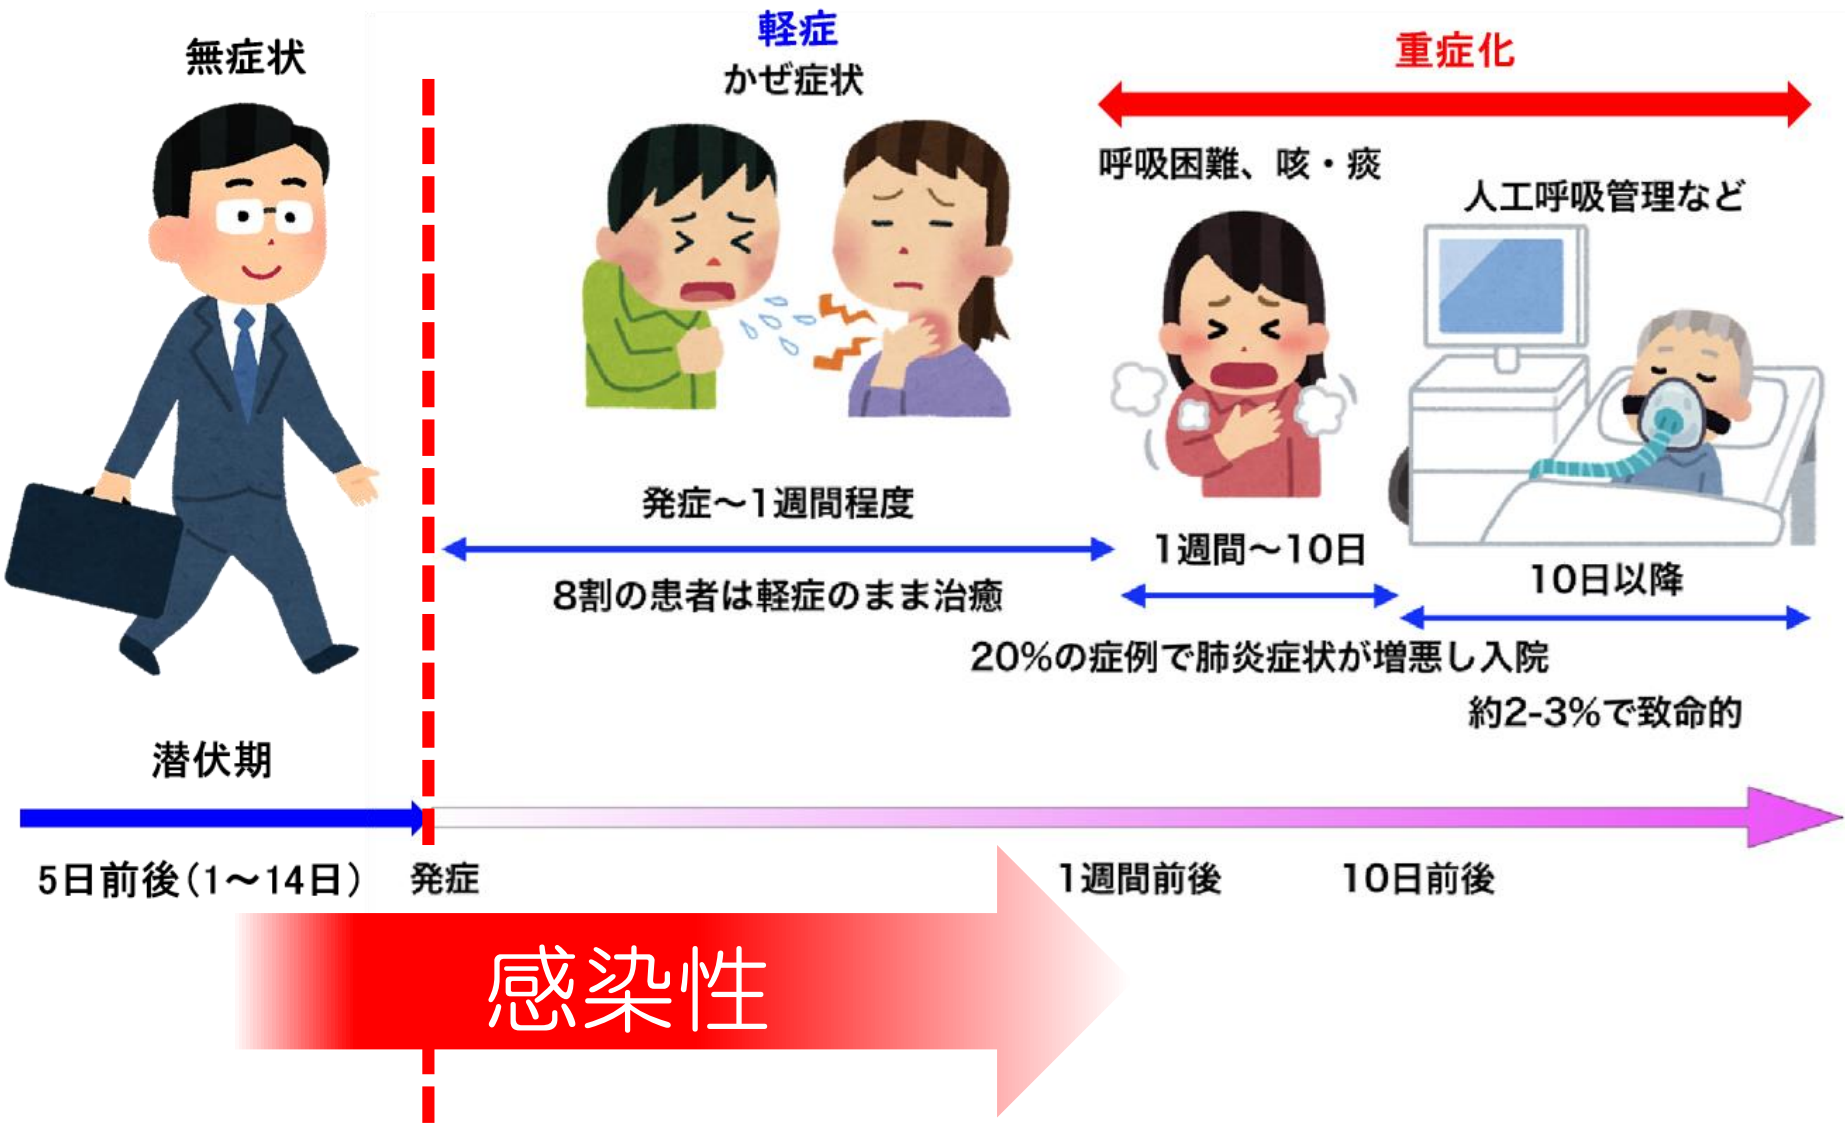 無症状
軽症
かぜ症状
重症化
呼吸困難、咳・痰
人工呼吸管理など
発症～1週間程度
8割の患者は軽症のまま治癒
1週間～10日
10日以降
20%の症例で肺炎症状が増悪し入院
約2-3%で致命的
潜伏期
5日前後(1～14日)
発症
1週間前後
10日前後
感染性